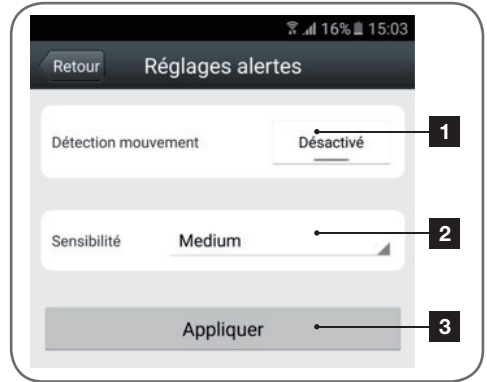 16% 15:03
Retour Réglages alertes
Détection mouvement Désactivé 1
Sensibilité Medium 2
Appliquer 3